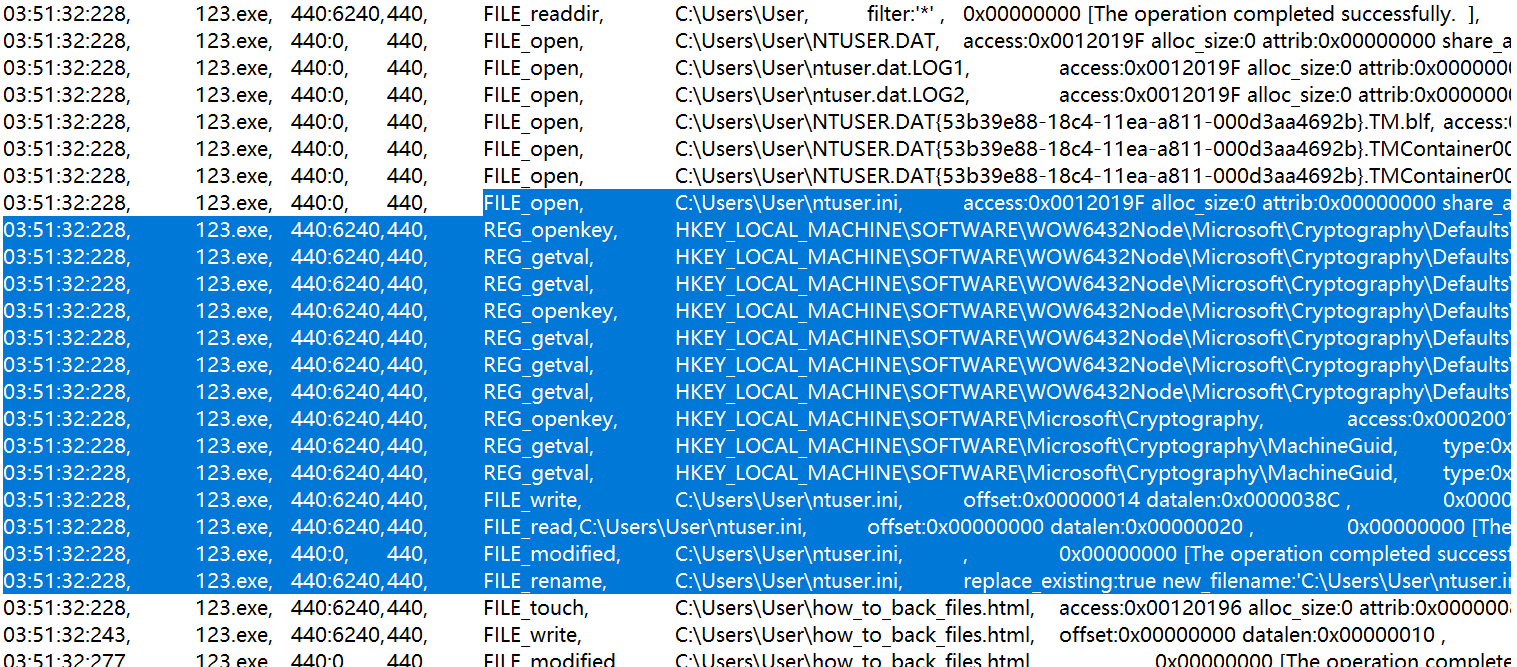 03:51:32:228, 123.exe, 440:6240, 440, FILE_readdir, C:\Users\User, filter:'*' , 0x00000000 [The operation completed successfully. ],
03:51:32:228, 123.exe, 440:0, 440, FILE_open, C:\Users\User\NTUSER.DAT, access:0x0012019F alloc_size:0 attrib:0x00000000 share_a
03:51:32:228, 123.exe, 440:0, 440, FILE_open, C:\Users\User\ntuser.dat.LOG1, access:0x0012019F alloc_size:0 attrib:0x0000000
03:51:32:228, 123.exe, 440:0, 440, FILE_open, C:\Users\User\ntuser.dat.LOG2, access:0x0012019F alloc_size:0 attrib:0x0000000
03:51:32:228, 123.exe, 440:0, 440, FILE_open, C:\Users\User\NTUSER.DAT{53b39e88-18c4-11ea-a811-000d3aa4692b}.TM.blf, access:
03:51:32:228, 123.exe, 440:0, 440, FILE_open, C:\Users\User\NTUSER.DAT{53b39e88-18c4-11ea-a811-000d3aa4692b}.TMContainer00
03:51:32:228, 123.exe, 440:0, 440, FILE_open, C:\Users\User\NTUSER.DAT{53b39e88-18c4-11ea-a811-000d3aa4692b}.TMContainer00
03:51:32:228, 123.exe, 440:0, 440, FILE_open, C:\Users\User\ntuser.ini, access:0x0012019F alloc_size:0 attrib:0x00000000 share_a
03:51:32:228, 123.exe, 440:6240, 440, REG_openkey, HKEY_LOCAL_MACHINE\SOFTWARE\WOW6432Node\Microsoft\Cryptography\Defaults\
03:51:32:228, 123.exe, 440:6240, 440, REG_getval, HKEY_LOCAL_MACHINE\SOFTWARE\WOW6432Node\Microsoft\Cryptography\Defaults\
03:51:32:228, 123.exe, 440:6240, 440, REG_getval, HKEY_LOCAL_MACHINE\SOFTWARE\WOW6432Node\Microsoft\Cryptography\Defaults\
03:51:32:228, 123.exe, 440:6240, 440, REG_openkey, HKEY_LOCAL_MACHINE\SOFTWARE\WOW6432Node\Microsoft\Cryptography\Defaults\
03:51:32:228, 123.exe, 440:6240, 440, REG_getval, HKEY_LOCAL_MACHINE\SOFTWARE\WOW6432Node\Microsoft\Cryptography\Defaults\
03:51:32:228, 123.exe, 440:6240, 440, REG_getval, HKEY_LOCAL_MACHINE\SOFTWARE\WOW6432Node\Microsoft\Cryptography\Defaults\
03:51:32:228, 123.exe, 440:6240, 440, REG_getval, HKEY_LOCAL_MACHINE\SOFTWARE\WOW6432Node\Microsoft\Cryptography\Defaults\
03:51:32:228, 123.exe, 440:6240, 440, REG_openkey, HKEY_LOCAL_MACHINE\SOFTWARE\Microsoft\Cryptography, access:0x0002001
03:51:32:228, 123.exe, 440:6240, 440, REG_getval, HKEY_LOCAL_MACHINE\SOFTWARE\Microsoft\Cryptography\MachineGuid, type:0x
03:51:32:228, 123.exe, 440:6240, 440, REG_getval, HKEY_LOCAL_MACHINE\SOFTWARE\Microsoft\Cryptography\MachineGuid, type:0x
03:51:32:228, 123.exe, 440:6240, 440, FILE_write, C:\Users\User\ntuser.ini, offset:0x00000014 datalen:0x0000038C , 0x0000
03:51:32:228, 123.exe, 440:6240, 440, FILE_read,C:\Users\User\ntuser.ini, offset:0x00000000 datalen:0x00000020 , 0x00000000 [The
03:51:32:228, 123.exe, 440:0, 440, FILE_modified, C:\Users\User\ntuser.ini, , 0x00000000 [The operation completed successf
03:51:32:228, 123.exe, 440:6240, 440, FILE_rename, C:\Users\User\ntuser.ini, replace_existing:true new_filename:'C:\Users\User\ntuser.in
03:51:32:228, 123.exe, 440:6240, 440, FILE_touch, C:\Users\User\how_to_back_files.html, access:0x00120196 alloc_size:0 attrib:0x0000008
03:51:32:243, 123.exe, 440:6240, 440, FILE_write, C:\Users\User\how_to_back_files.html, offset:0x00000000 datalen:0x00000010 ,
03:51:32:277 123.exe, 440:0 440 FILE_modified C:\Users\User\how_to_back_files.html 0x00000000 [The operation complete